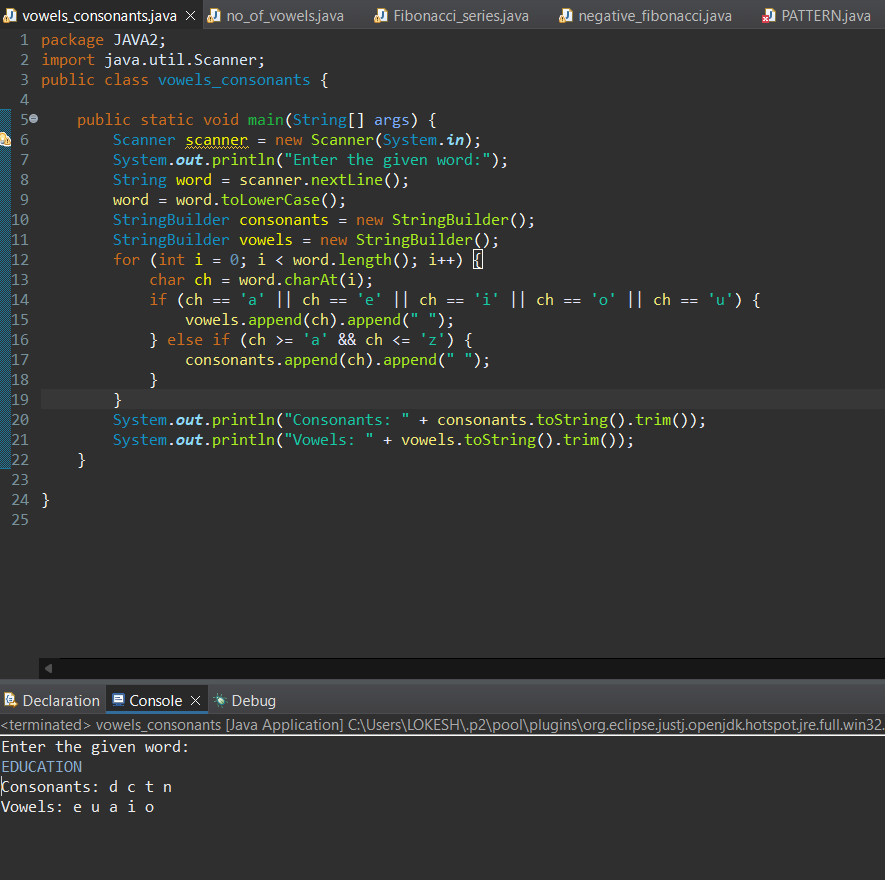 vowels_consonants.java no_of_vowels.java Fibonacci_series.java negative_fibonacci.java PATTERN.java
1 package JAVA2;
2 import java.util.Scanner;
3 public class vowels_consonants {
4
5     public static void main(String[] args) {
6         Scanner scanner = new Scanner(System.in);
7         System.out.println("Enter the given word:");
8         String word = scanner.nextLine();
9         word = word.toLowerCase();
10         StringBuilder consonants = new StringBuilder();
11         StringBuilder vowels = new StringBuilder();
12         for (int i = 0; i < word.length(); i++) {
13             char ch = word.charAt(i);
14             if (ch == 'a' || ch == 'e' || ch == 'i' || ch == 'o' || ch == 'u') {
15                 vowels.append(ch).append(" ");
16             } else if (ch >= 'a' && ch <= 'z') {
17                 consonants.append(ch).append(" ");
18             }
19         }
20         System.out.println("Consonants: " + consonants.toString().trim());
21         System.out.println("Vowels: " + vowels.toString().trim());
22     }
23
24 }
25
Declaration Console Debug
<terminated> vowels_consonants [Java Application] C:\Users\LOKESH\.p2\pool\plugins\org.eclipse.justj.openjdk.hotspot.jre.full.win32.
Enter the given word:
EDUCATION
Consonants: d c t n
Vowels: e u a i o